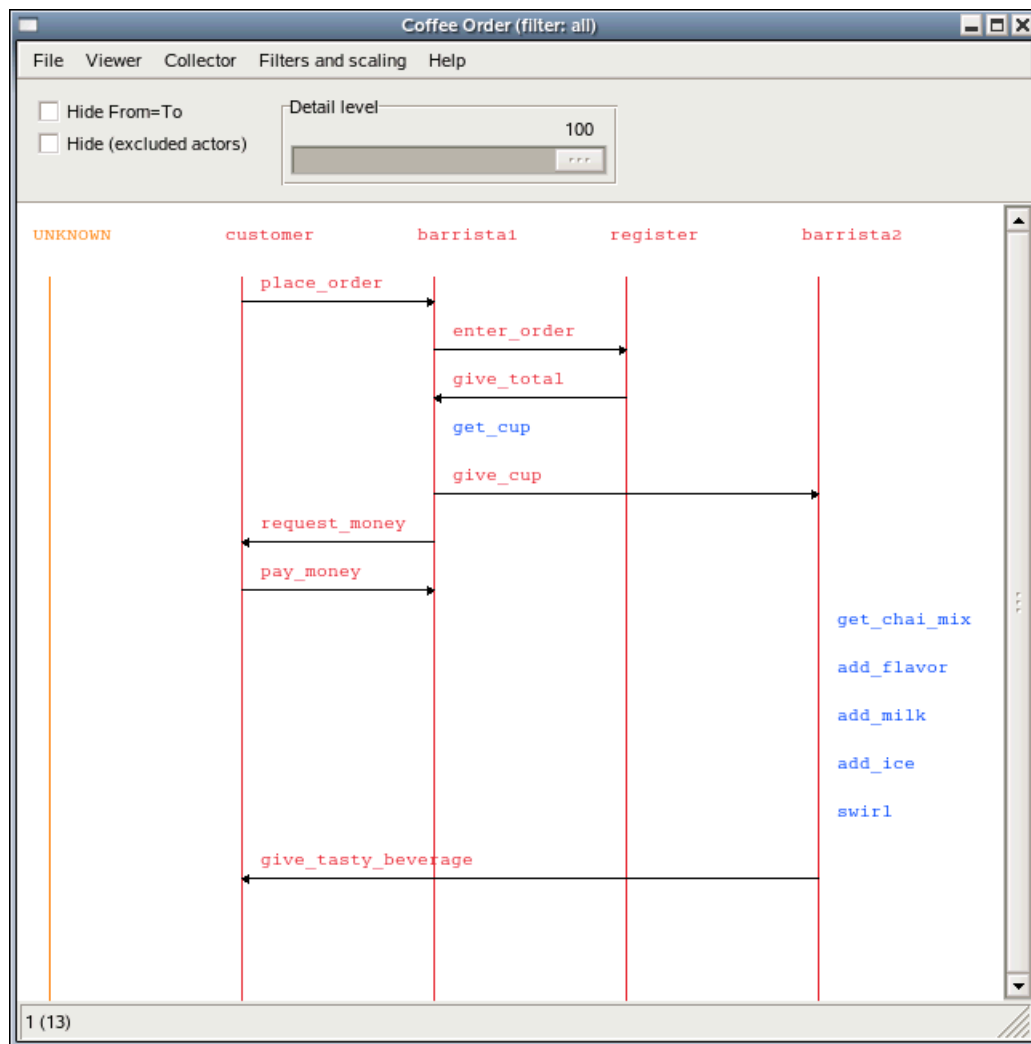 Coffee Order (filter: all)
File Viewer Collector Filters and scaling Help
Hide From=To
Hide (excluded actors)
Detail level
100
UNKNOWN customer barrista1 register barrista2
place_order
enter_order
give_total
get_cup
give_cup
request_money
pay_money
get_chai_mix
add_flavor
add_milk
add_ice
swirl
give_tasty_beverage
1 (13)